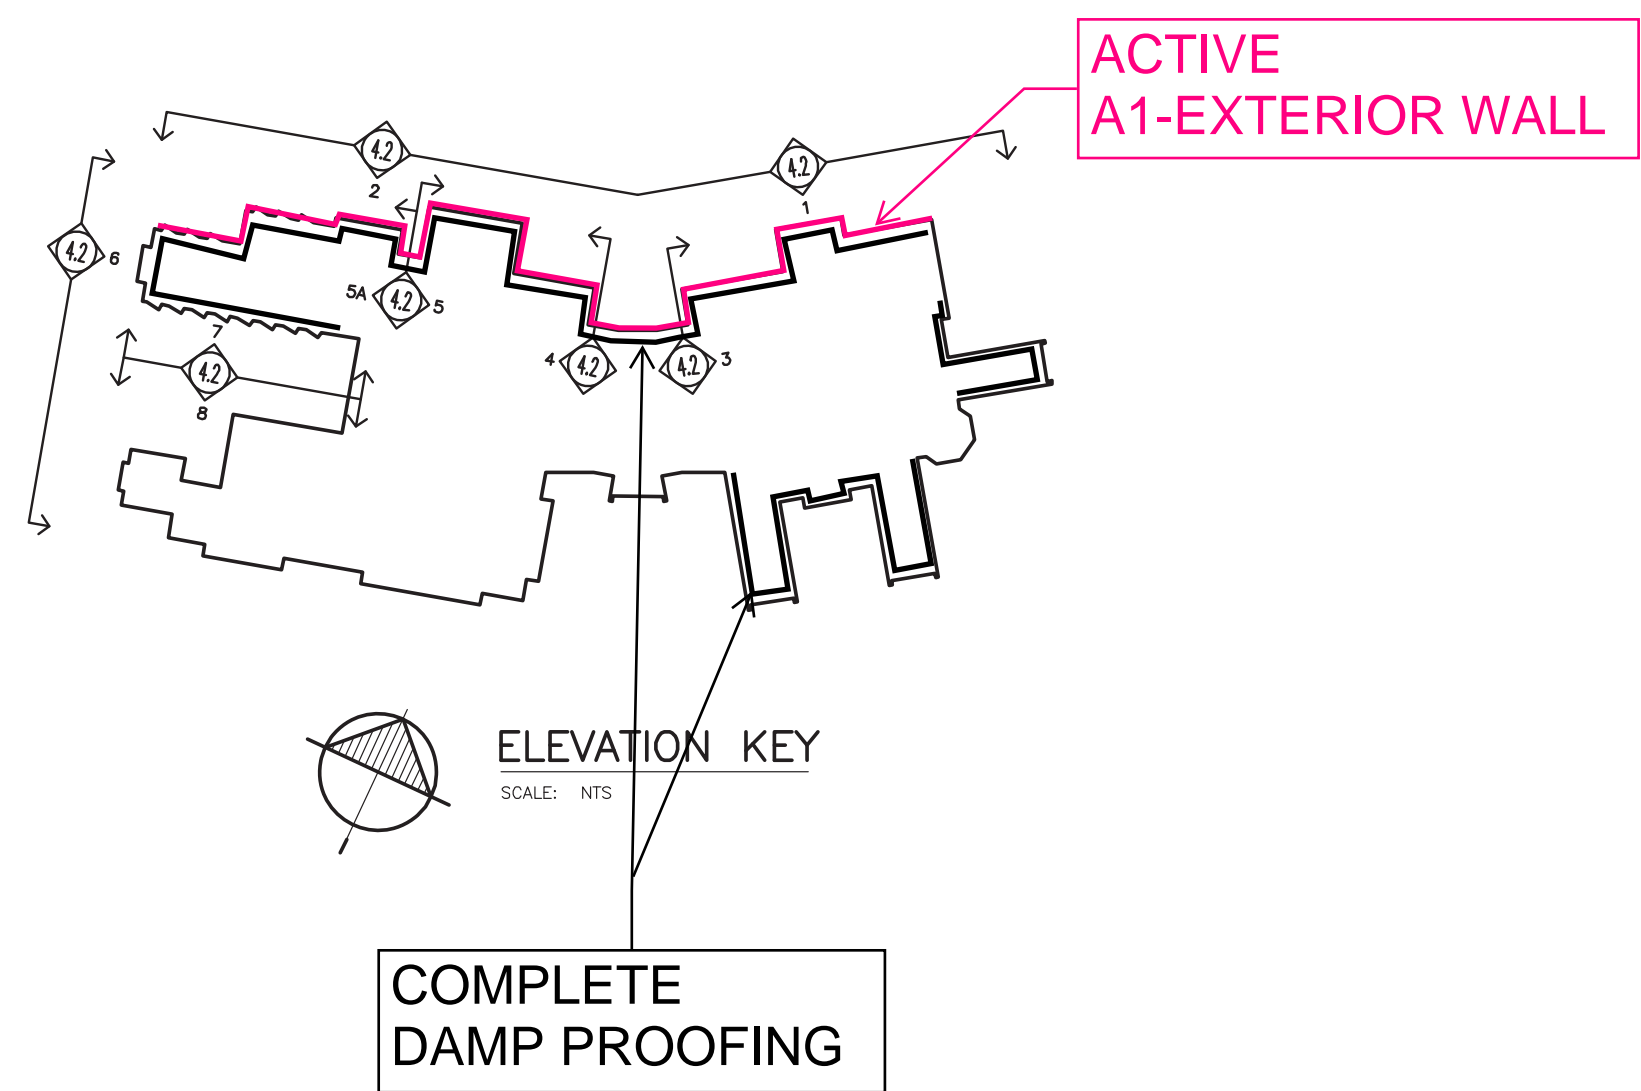 ACTIVE
A1-EXTERIOR WALL
4.2
2
4.2
1
4.2
6
5A
4.2
5
7
4.2
8
4
4.2
4.2
3
ELEVATION KEY
SCALE: NTS
COMPLETE
DAMP PROOFING